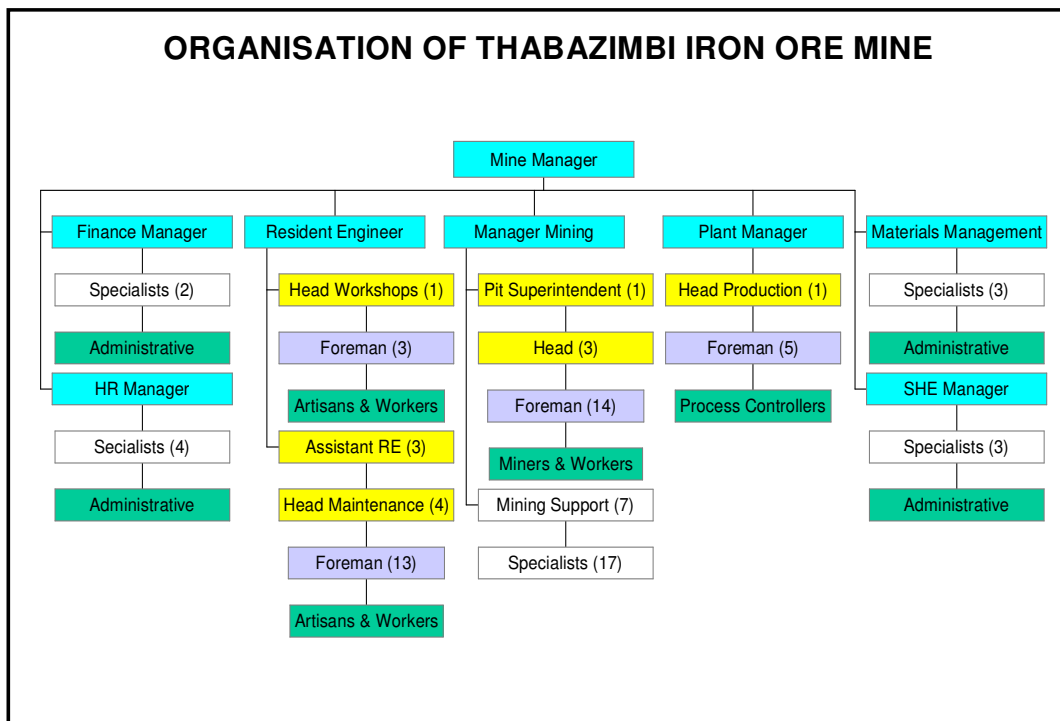 ORGANISATION OF THABAZIMBI IRON ORE MINE
Mine Manager
Finance Manager
Resident Engineer
Manager Mining
Plant Manager
Materials Management
Specialists (2)
Head Workshops (1)
Pit Superintendent (1)
Head Production (1)
Specialists (3)
Administrative
Foreman (3)
Head (3)
Foreman (5)
Administrative
HR Manager
Artisans & Workers
Foreman (14)
Process Controllers
SHE Manager
Secialists (4)
Assistant RE (3)
Miners & Workers
Specialists (3)
Administrative
Head Maintenance (4)
Mining Support (7)
Administrative
Foreman (13)
Specialists (17)
Artisans & Workers